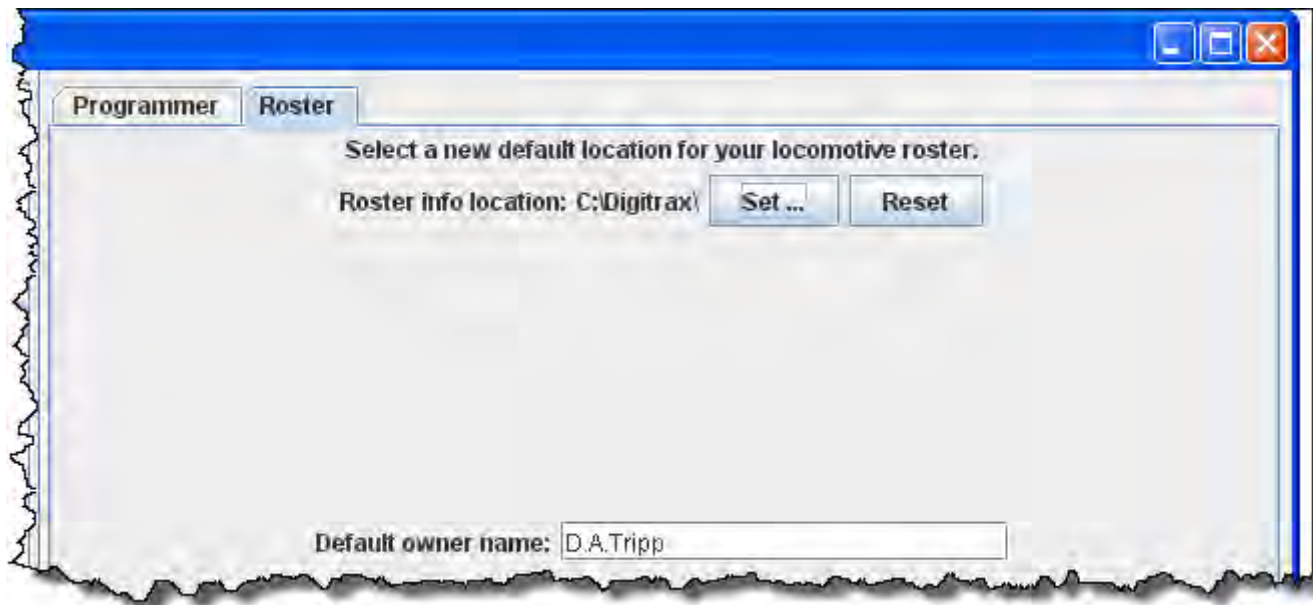 Programmer Roster
Select a new default location for your locomotive roster.
Roster info location: C:\Digitrax\ Set ... Reset
Default owner name: D.A.Tripp